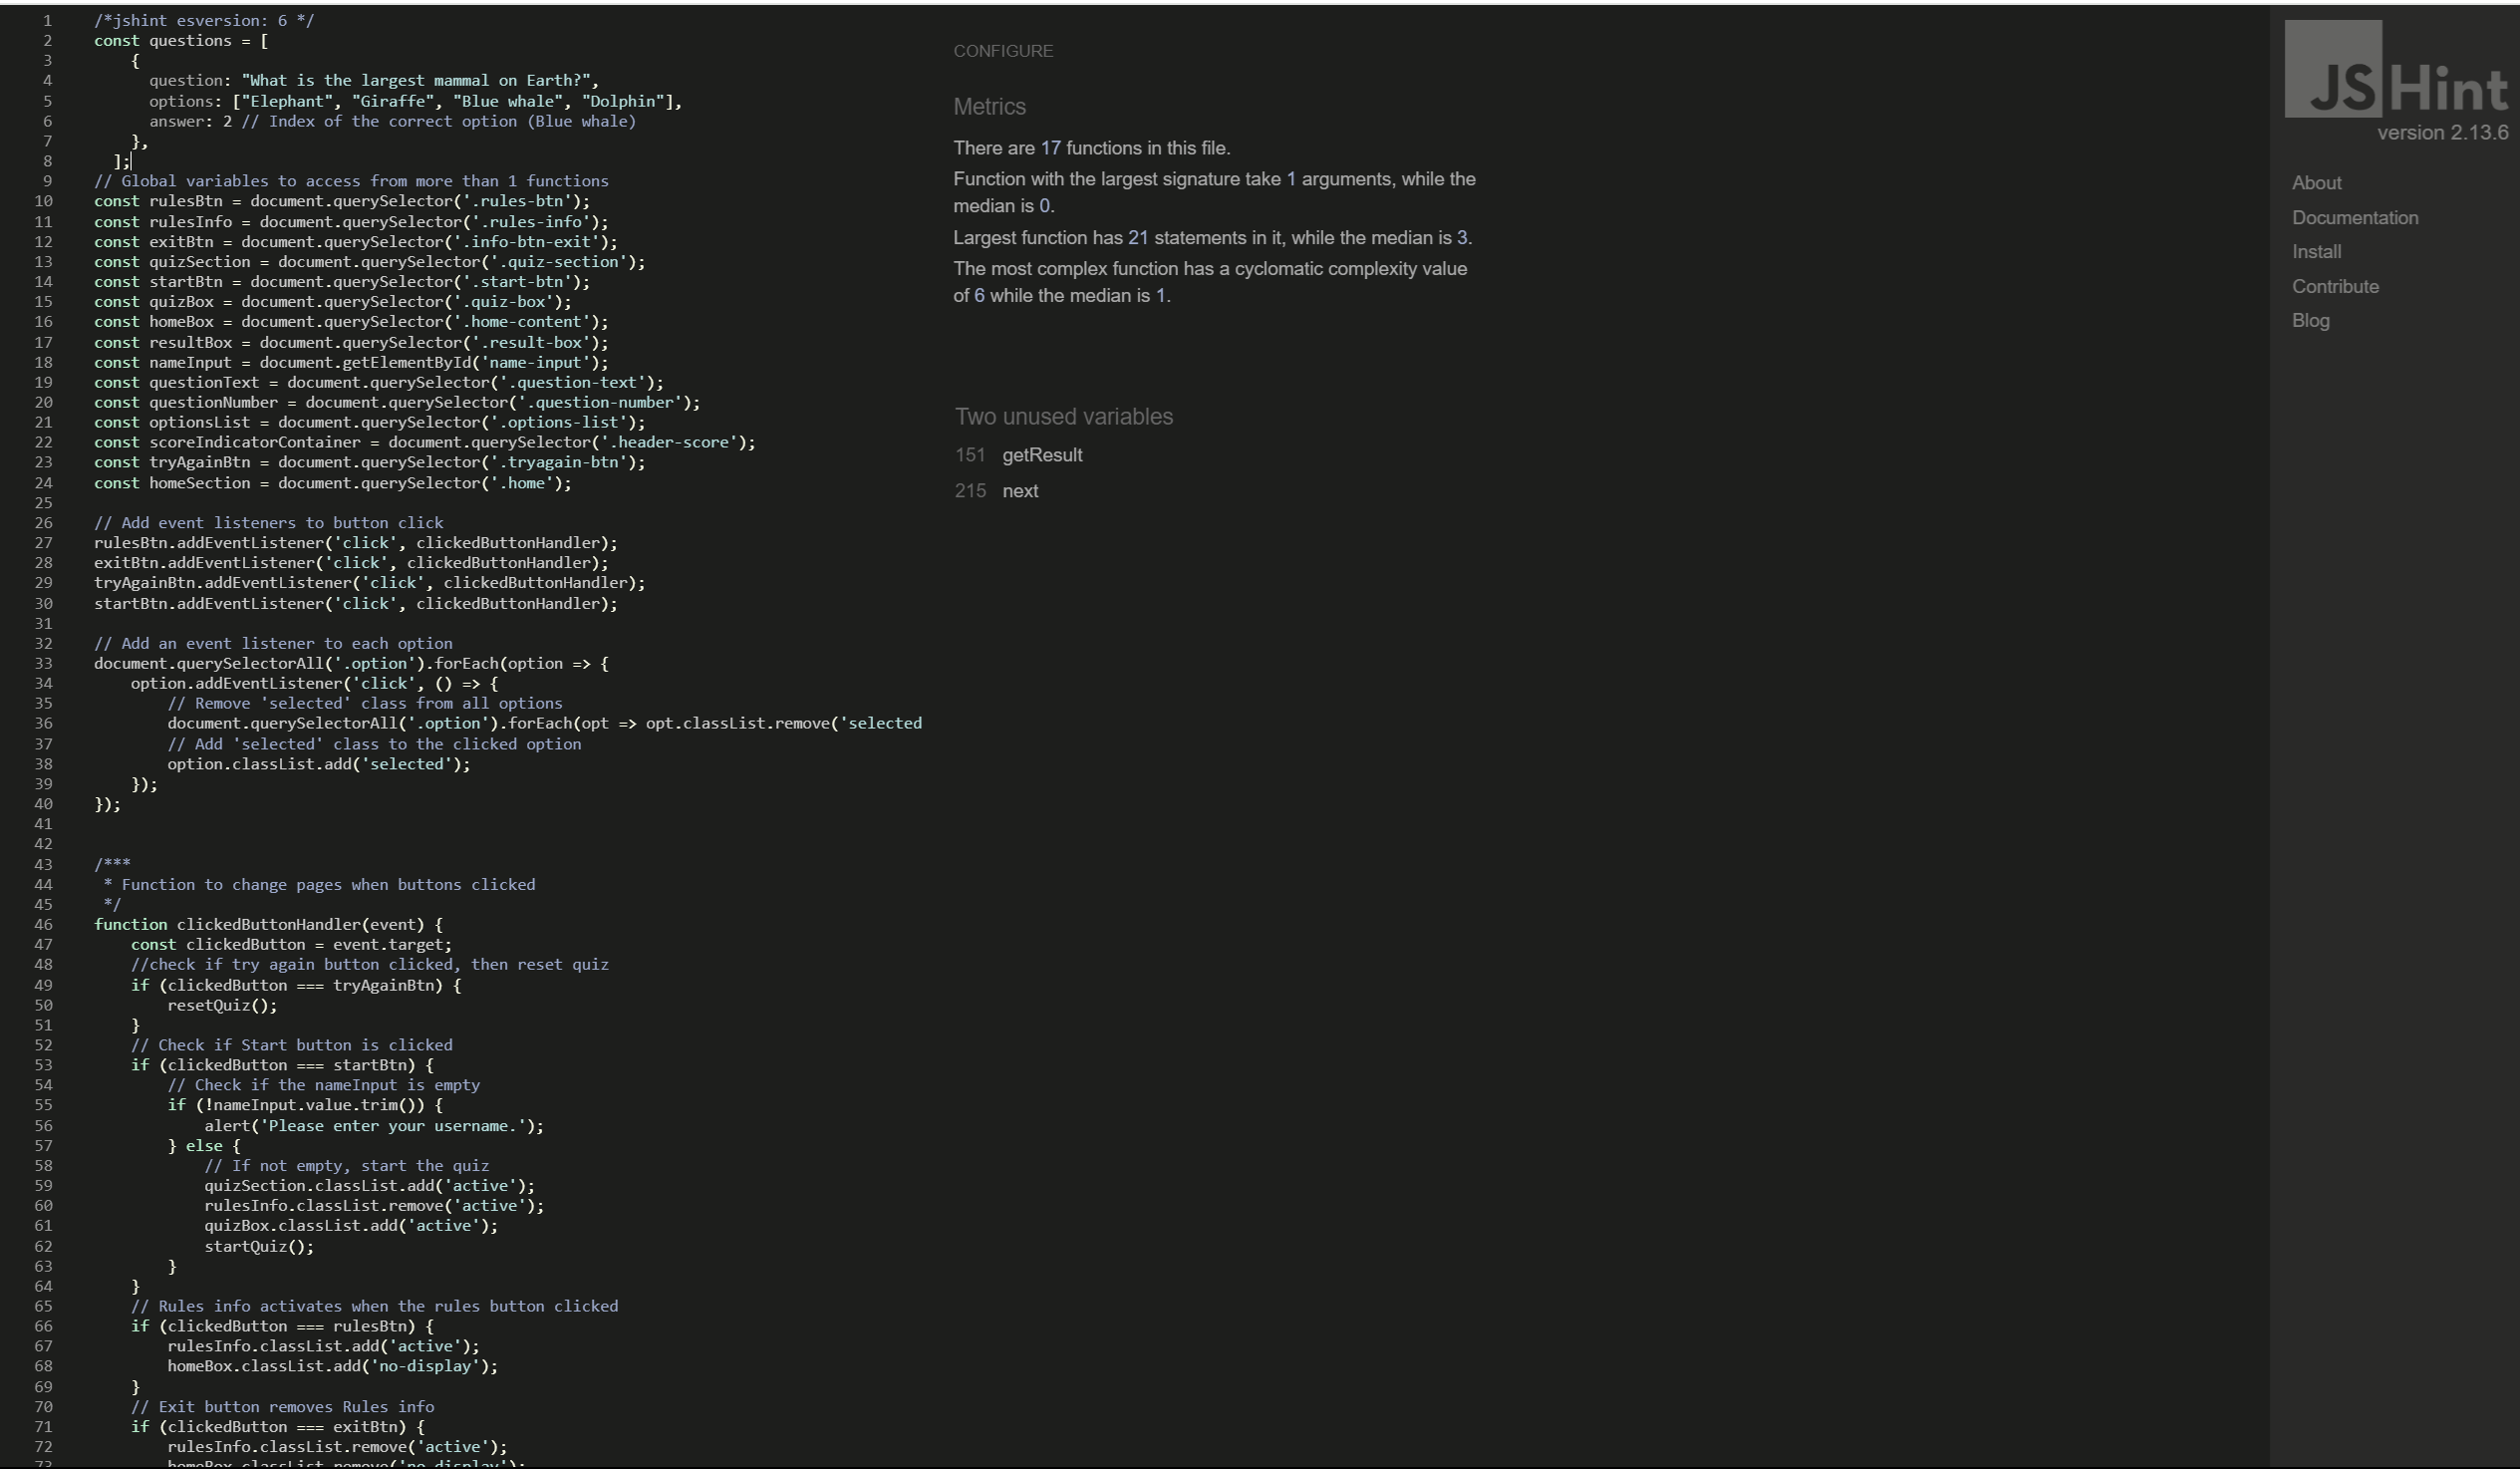 1 /*jshint esversion: 6 */
2 const questions = [
3 {
4 question: "What is the largest mammal on Earth?",
5 options: ["Elephant", "Giraffe", "Blue whale", "Dolphin"],
6 answer: 2 // Index of the correct option (Blue whale)
7 },
8 ];
9 // Global variables to access from more than 1 functions
10 const rulesBtn = document.querySelector('.rules-btn');
11 const rulesInfo = document.querySelector('.rules-info');
12 const exitBtn = document.querySelector('.info-btn-exit');
13 const quizSection = document.querySelector('.quiz-section');
14 const startBtn = document.querySelector('.start-btn');
15 const quizBox = document.querySelector('.quiz-box');
16 const homeBox = document.querySelector('.home-content');
17 const resultBox = document.querySelector('.result-box');
18 const nameInput = document.getElementById('name-input');
19 const questionText = document.querySelector('.question-text');
20 const questionNumber = document.querySelector('.question-number');
21 const optionsList = document.querySelector('.options-list');
22 const scoreIndicatorContainer = document.querySelector('.header-score');
23 const tryAgainBtn = document.querySelector('.tryagain-btn');
24 const homeSection = document.querySelector('.home');
25
26 // Add event listeners to button click
27 rulesBtn.addEventListener('click', clickedButtonHandler);
28 exitBtn.addEventListener('click', clickedButtonHandler);
29 tryAgainBtn.addEventListener('click', clickedButtonHandler);
30 startBtn.addEventListener('click', clickedButtonHandler);
31
32 // Add an event listener to each option
33 document.querySelectorAll('.option').forEach(option => {
34 option.addEventListener('click', () => {
35 // Remove 'selected' class from all options
36 document.querySelectorAll('.option').forEach(opt => opt.classList.remove('selected
37 // Add 'selected' class to the clicked option
38 option.classList.add('selected');
39 });
40 });
41
42
43 /***
44 * Function to change pages when buttons clicked
45 */
46 function clickedButtonHandler(event) {
47 const clickedButton = event.target;
48 //check if try again button clicked, then reset quiz
49 if (clickedButton === tryAgainBtn) {
50 resetQuiz();
51 }
52 // Check if Start button is clicked
53 if (clickedButton === startBtn) {
54 // Check if the nameInput is empty
55 if (!nameInput.value.trim()) {
56 alert('Please enter your username.');
57 } else {
58 // If not empty, start the quiz
59 quizSection.classList.add('active');
60 rulesInfo.classList.remove('active');
61 quizBox.classList.add('active');
62 startQuiz();
63 }
64 }
65 // Rules info activates when the rules button clicked
66 if (clickedButton === rulesBtn) {
67 rulesInfo.classList.add('active');
68 homeBox.classList.add('no-display');
69 }
70 // Exit button removes Rules info
71 if (clickedButton === exitBtn) {
72 rulesInfo.classList.remove('active');
73 homeBox.classList.remove('no-display');
CONFIGURE
Metrics
There are 17 functions in this file.
Function with the largest signature take 1 arguments, while the
median is 0.
Largest function has 21 statements in it, while the median is 3.
The most complex function has a cyclomatic complexity value
of 6 while the median is 1.
Two unused variables
151 getResult
215 next
JSHint
version 2.13.6
About
Documentation
Install
Contribute
Blog